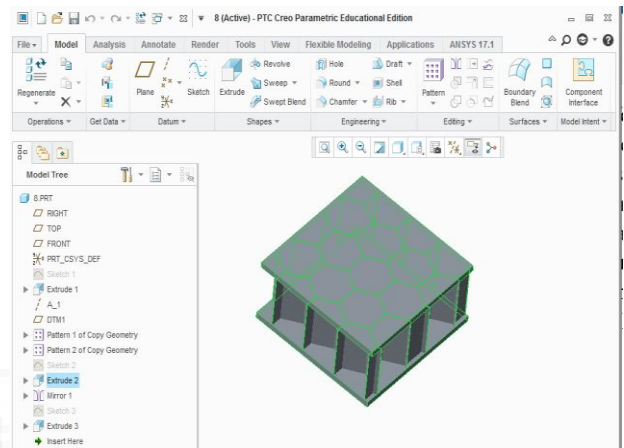 8 (Active) - PTC Creo Parametric Educational Edition
File Model Analysis Annotate Render Tools View Flexible Modeling Applications ANSYS 17.1
Regenerate
Plane
Sketch
Extrude
Revolve
Sweep
Swept Blend
Hole
Round
Chamfer
Draft
Shell
Rib
Pattern
Boundary Blend
Component Interface
Operations Get Data Datum Shapes Engineering Editing Surfaces Model Intent
Model Tree
8.PRT
RIGHT
TOP
FRONT
PRT_CSYS_DEF
Sketch 1
Extrude 1
A_1
DTM1
Pattern 1 of Copy Geometry
Pattern 2 of Copy Geometry
Sketch 2
Extrude 2
Mirror 1
Sketch 3
Extrude 3
Insert Here